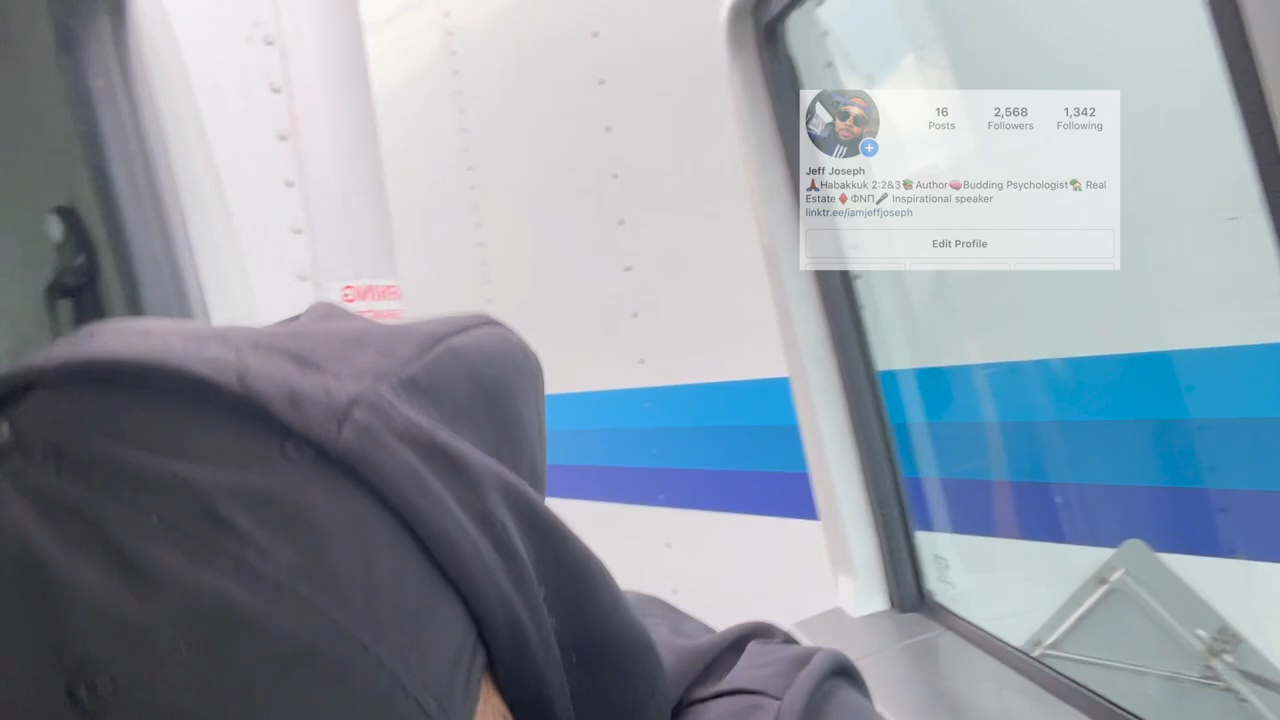 16 2,568 1,342
Posts Followers Following
Jeff Joseph
🙏🏾Habakkuk 2:2&3📚Author🧠Budding Psychologist🏡 Real
Estate♦️ΦΝΠ🎤 Inspirational speaker
linktr.ee/iamjeffjoseph
Edit Profile